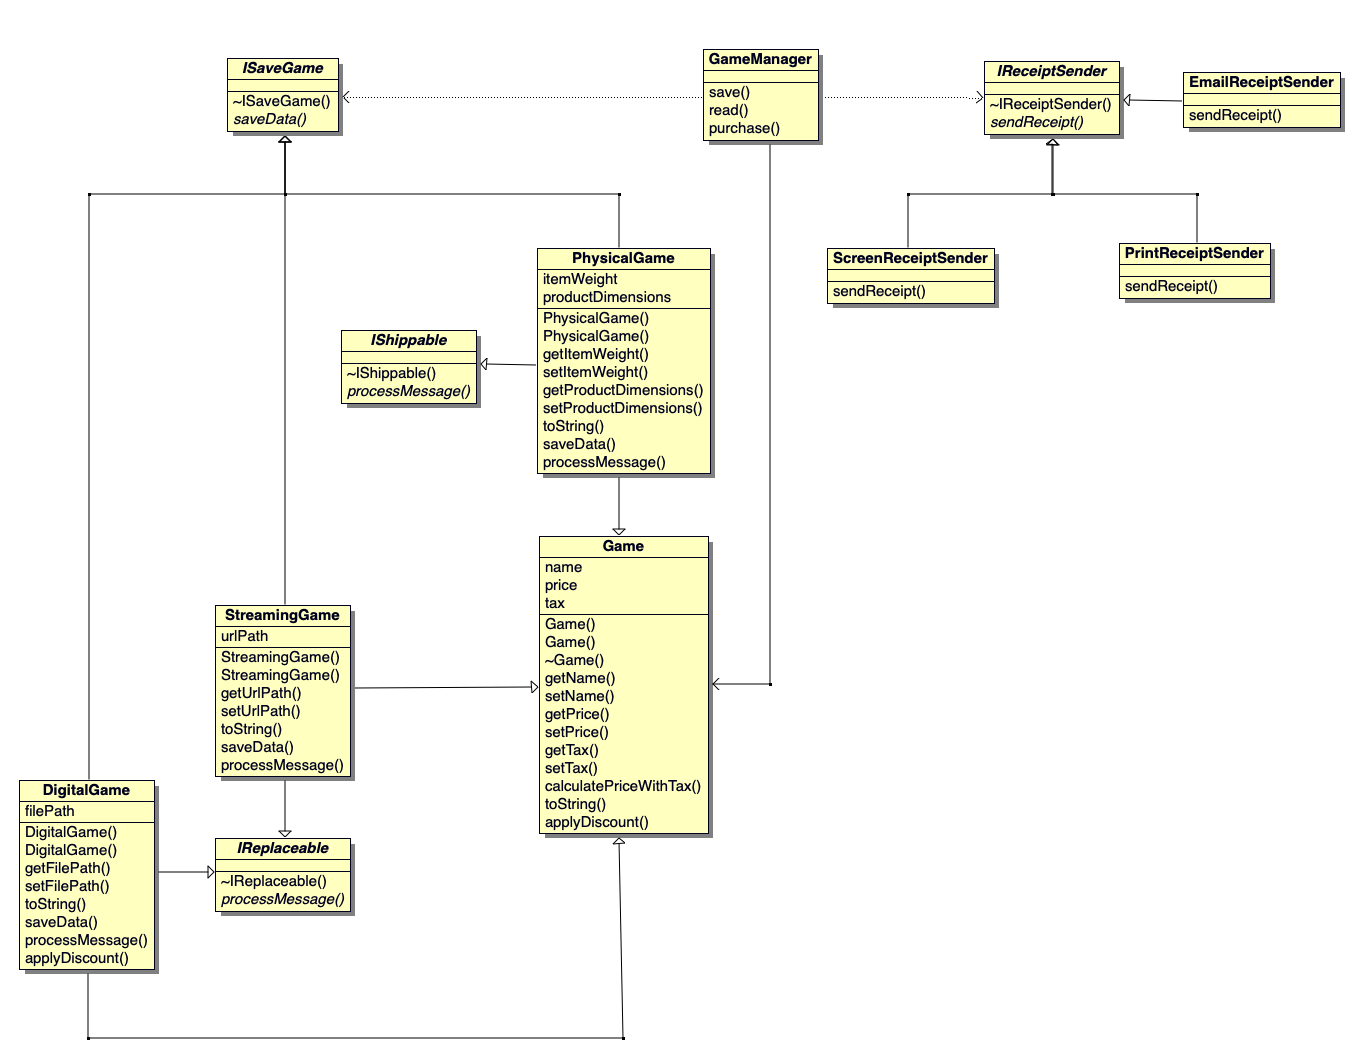 ISaveGame
~ISaveGame()
saveData()
GameManager
save()
read()
purchase()
IReceiptSender
~IReceiptSender()
sendReceipt()
EmailReceiptSender
sendReceipt()
PhysicalGame
itemWeight
productDimensions
PhysicalGame()
PhysicalGame()
getItemWeight()
setItemWeight()
getProductDimensions()
setProductDimensions()
toString()
saveData()
processMessage()
ScreenReceiptSender
sendReceipt()
PrintReceiptSender
sendReceipt()
IShippable
~IShippable()
processMessage()
Game
name
price
tax
Game()
Game()
~Game()
getName()
setName()
getPrice()
setPrice()
getTax()
setTax()
calculatePriceWithTax()
toString()
applyDiscount()
StreamingGame
urlPath
StreamingGame()
StreamingGame()
getUrlPath()
setUrlPath()
toString()
saveData()
processMessage()
DigitalGame
filePath
DigitalGame()
DigitalGame()
getFilePath()
setFilePath()
toString()
saveData()
processMessage()
applyDiscount()
IReplaceable
~IReplaceable()
processMessage()